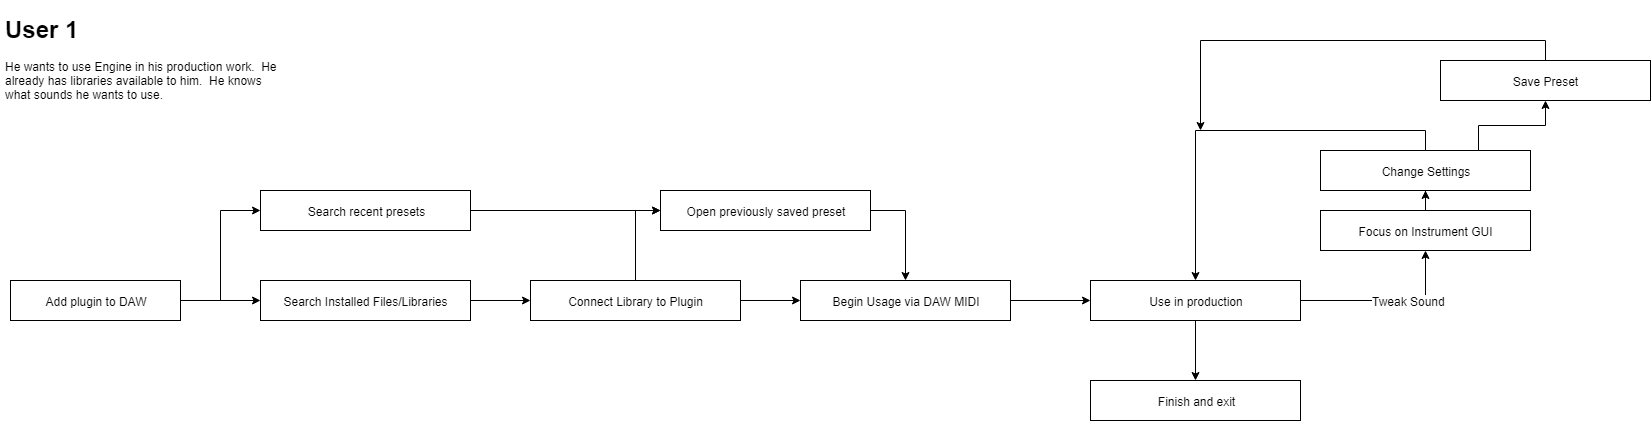 User 1
He wants to use Engine in his production work.  He
already has libraries available to him.  He knows
what sounds he wants to use.
Save Preset
Change Settings
Search recent presets
Open previously saved preset
Focus on Instrument GUI
Add plugin to DAW
Search Installed Files/Libraries
Connect Library to Plugin
Begin Usage via DAW MIDI
Use in production
Tweak Sound
Finish and exit